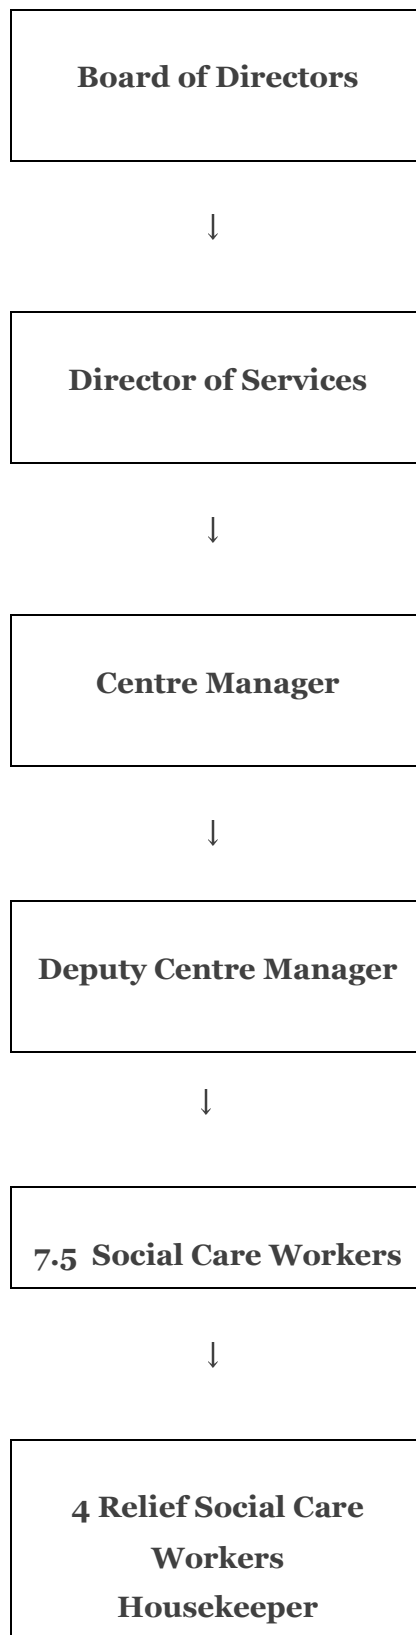 Board of Directors
↓
Director of Services
↓
Centre Manager
↓
Deputy Centre Manager
↓
7.5 Social Care Workers
↓
4 Relief Social Care
Workers
Housekeeper